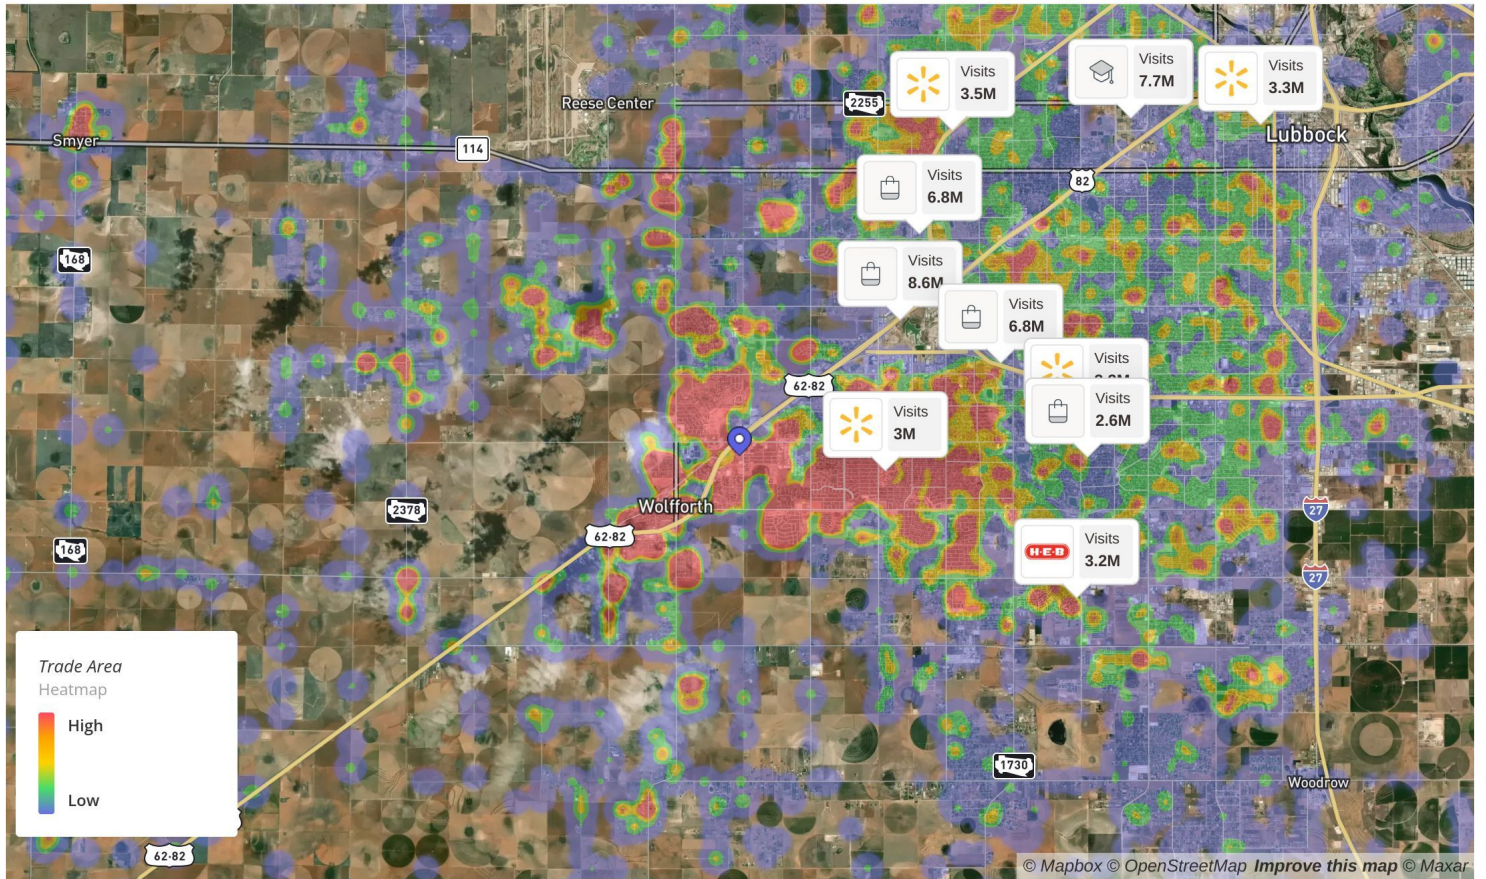 Reese Center
2255
Visits
3.5M
Visits
7.7M
Visits
3.3M
Smyer
114
Lubbock
82
Visits
6.8M
168
Visits
8.6M
Visits
6.8M
Visits
62-82
Visits
2.6M
Visits
3M
Wolfforth
2378
27
62-82
168
H-E-B
Visits
3.2M
27
Trade Area
Heatmap
High
Low
1730
Woodrow
62-82
© Mapbox © OpenStreetMap Improve this map © Maxar